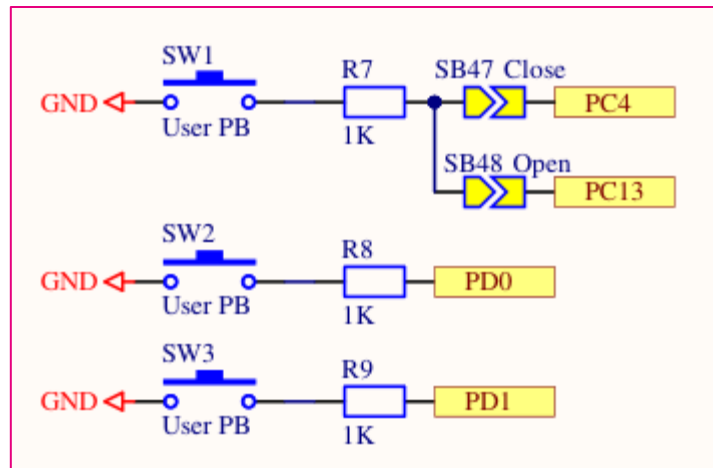 SW1
R7
SB47 Close
GND
PC4
User PB
1K
SB48 Open
PC13
SW2
R8
GND
PD0
User PB
1K
SW3
R9
GND
PD1
User PB
1K